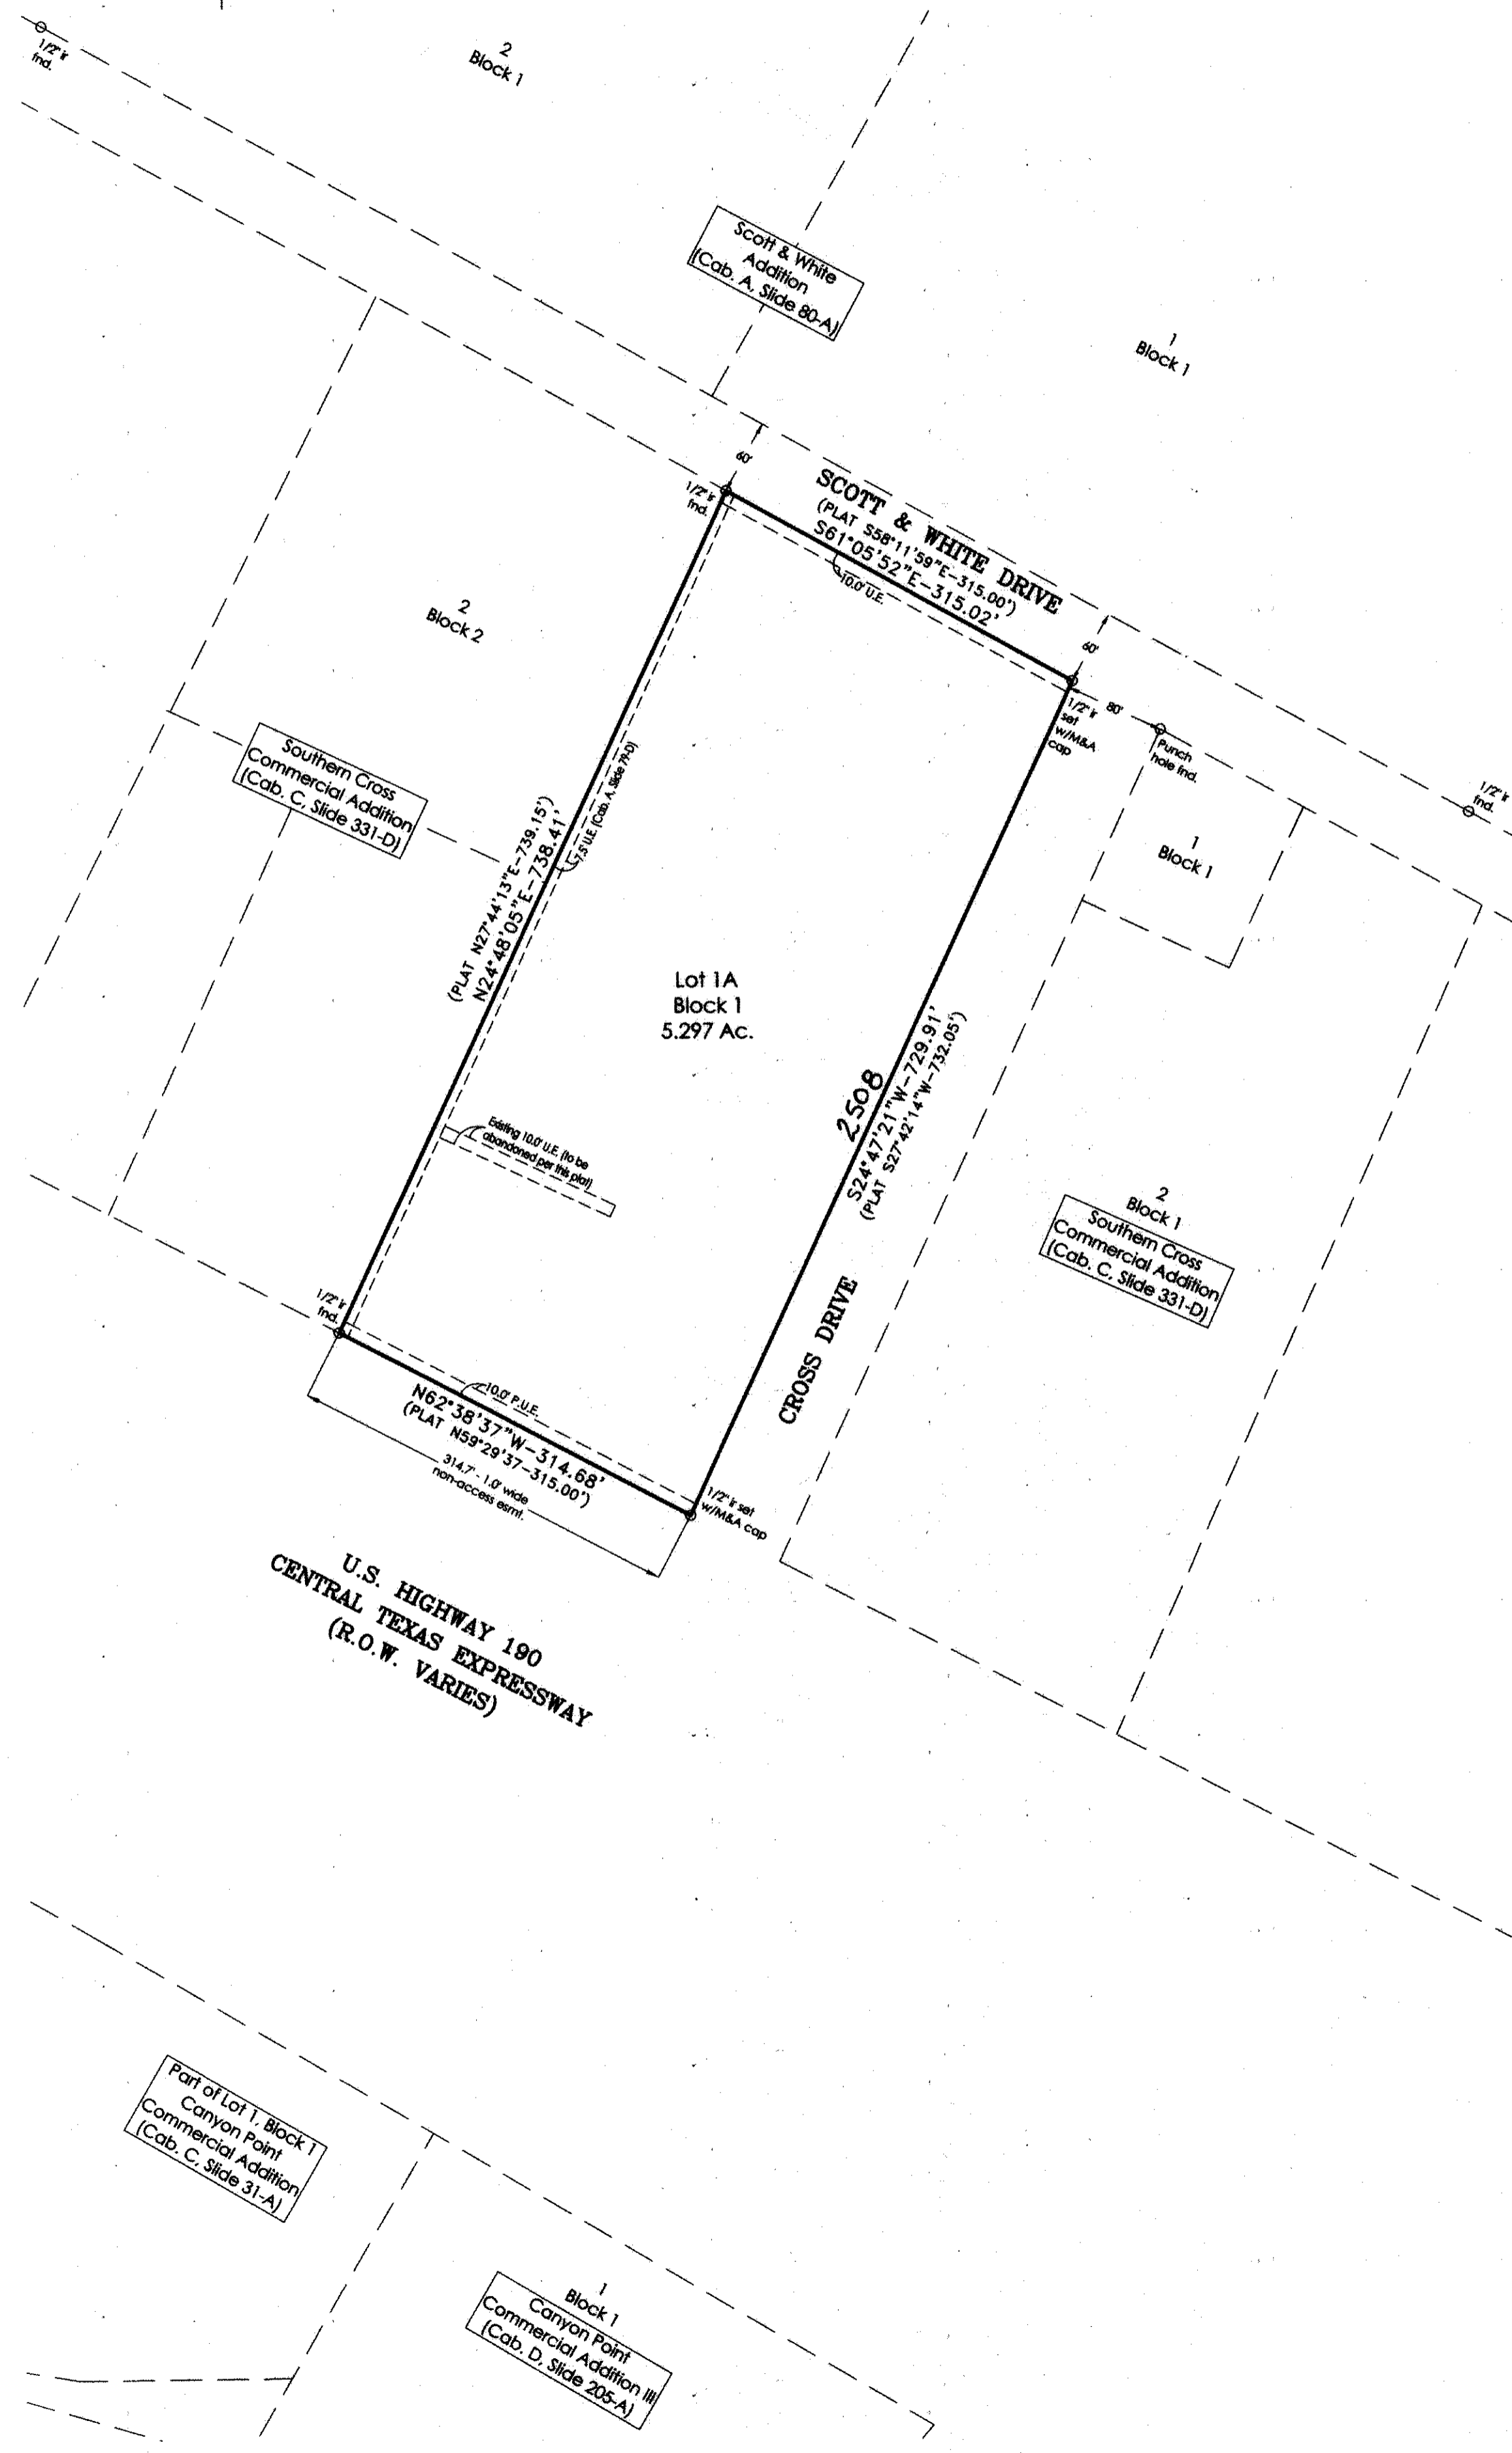 1/2" ir
fnd.
2
Block 1
Scott & White
Addition
(Cab. A, Slide 80-A)
1
Block 1
60'
1/2" ir
fnd.
SCOTT & WHITE DRIVE
(PLAT S58°11'59"E-315.00')
S61°05'52"E-315.02'
10.0' U.E.
60'
80'
1/2" ir
set
w/M&A
cap
Punch
hole fnd.
1/2" ir
fnd.
2
Block 2
Southern Cross
Commercial Addition
(Cab. C, Slide 331-D)
1
Block 1
(PLAT N27°44'13"E-739.15')
N24°48'05"E-738.41'
7.5' U.E. (Cab. A, Slide 79-D)
Lot 1A
Block 1
5.297 Ac.
2508
S24°47'21"W-729.91'
(PLAT S27°42'14"W-732.05')
Existing 10.0' U.E. (to be
abandoned per this plat)
2
Block 1
Southern Cross
Commercial Addition
(Cab. C, Slide 331-D)
CROSS DRIVE
1/2" ir
fnd.
10.0' P.U.E.
N62°38'37"W-314.68'
(PLAT N59°29'37-315.00')
314.7' - 1.0' wide
non-access esmt.
1/2" ir set
w/M&A cap
U.S. HIGHWAY 190
CENTRAL TEXAS EXPRESSWAY
(R.O.W. VARIES)
Part of Lot 1, Block 1
Canyon Point
Commercial Addition
(Cab. C, Slide 31-A)
1
Block 1
Canyon Point
Commercial Addition III
(Cab. D, Slide 205-A)